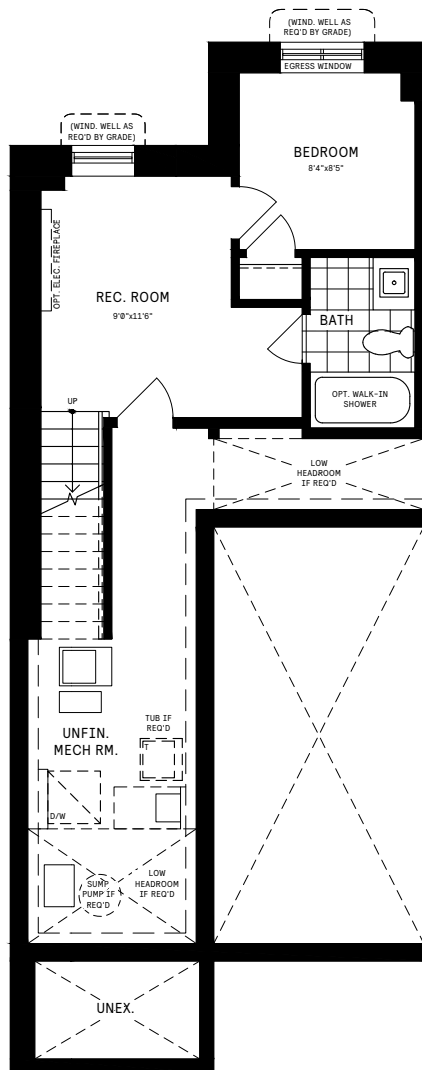 (WIND. WELL AS
REQ'D BY GRADE)
EGRESS WINDOW
(WIND. WELL AS
REQ'D BY GRADE)
BEDROOM
8'4"x8'5"
OPT. ELEC. FIREPLACE
REC. ROOM
9'0"x11'6"
BATH
OPT. WALK-IN
SHOWER
UP
LOW
HEADROOM
IF REQ'D
TUB IF
REQ'D
T
UNFIN.
MECH RM.
D/W
SUMP
PUMP IF
REQ'D
LOW
HEADROOM
IF REQ'D
UNEX.